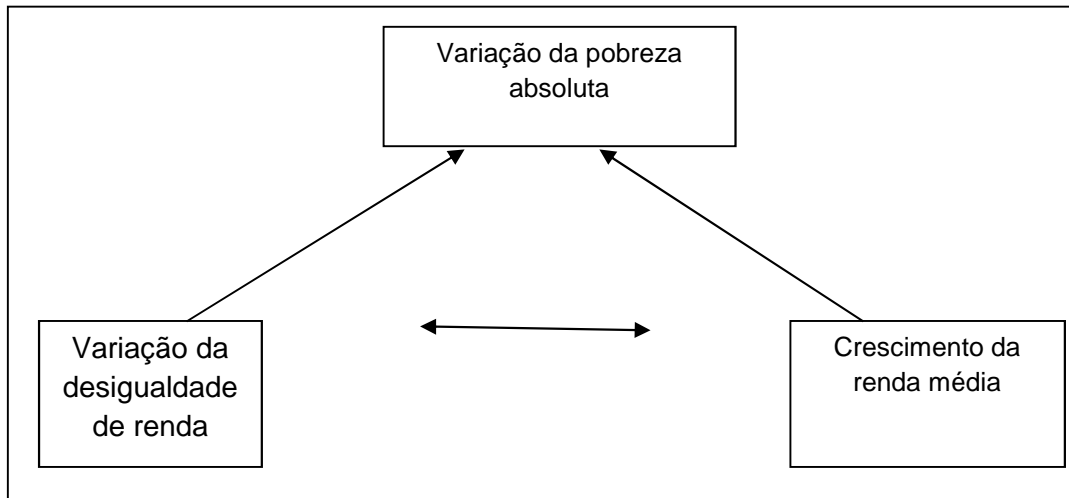 Variação da pobreza
absoluta
Variação da
desigualdade
de renda
Crescimento da
renda média